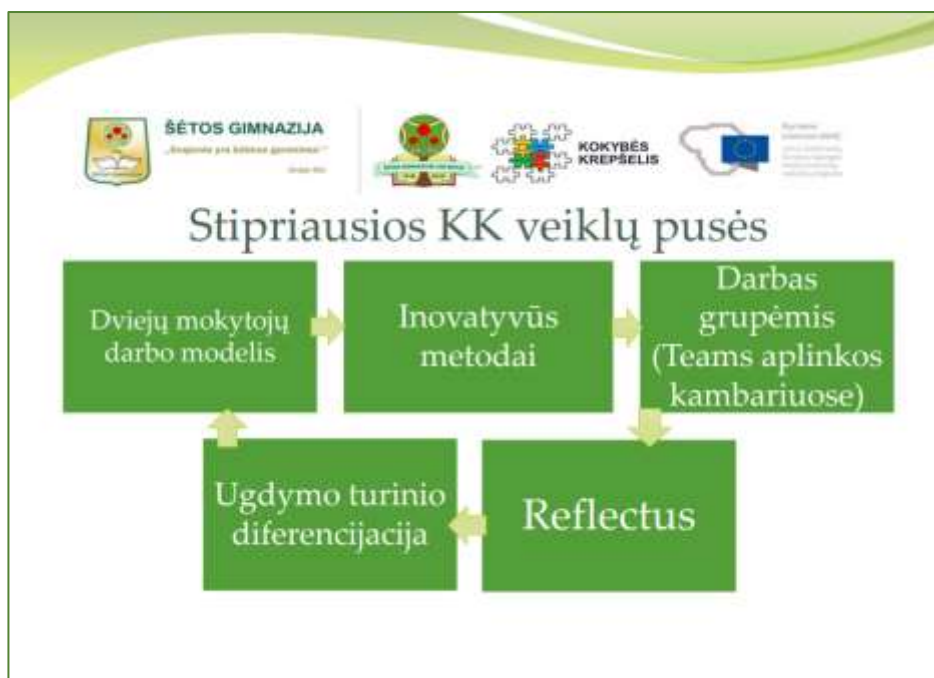 ŠĖTOS GIMNAZIJA
KOKYBĖS
KREPŠELIS
Stipriausios KK veiklų pusės
Dviejų mokytojų
darbo modelis
Inovatyvūs
metodai
Darbas
grupėmis
(Teams aplinkos
kambariuose)
Reflectus
Ugdymo turinio
diferencijacija